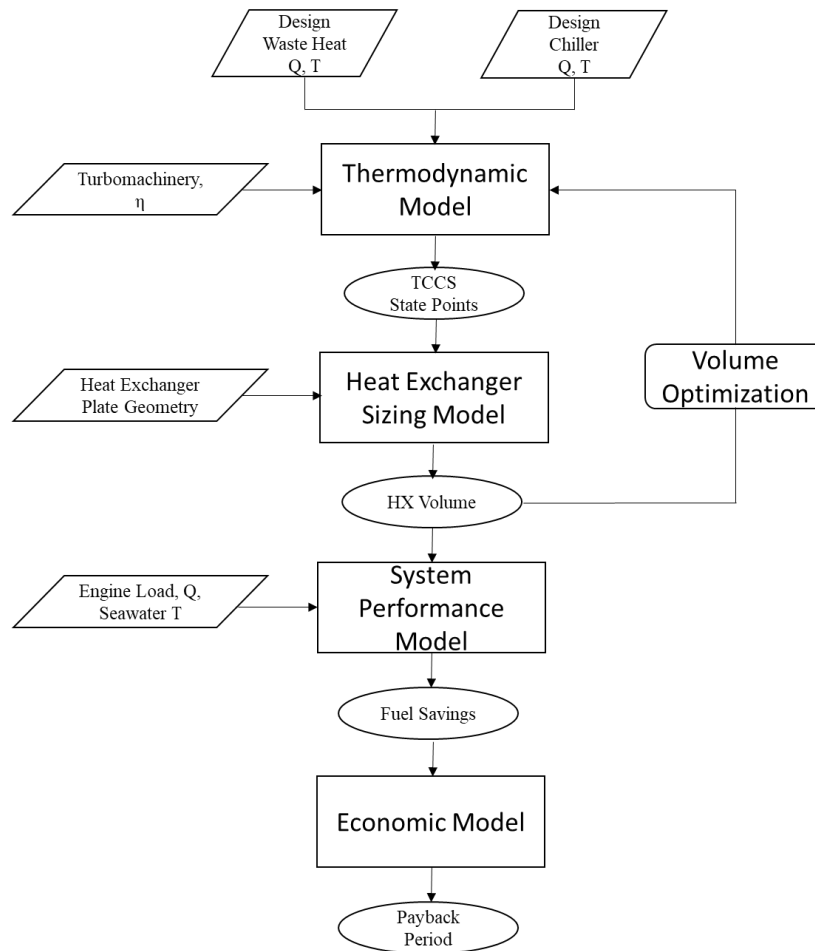 Design
Waste Heat
Q, T
Design
Chiller
Q, T
Turbomachinery,
η
Thermodynamic
Model
TCCS
State Points
Heat Exchanger
Plate Geometry
Heat Exchanger
Sizing Model
Volume
Optimization
HX Volume
Engine Load, Q,
Seawater T
System
Performance
Model
Fuel Savings
Economic Model
Payback
Period